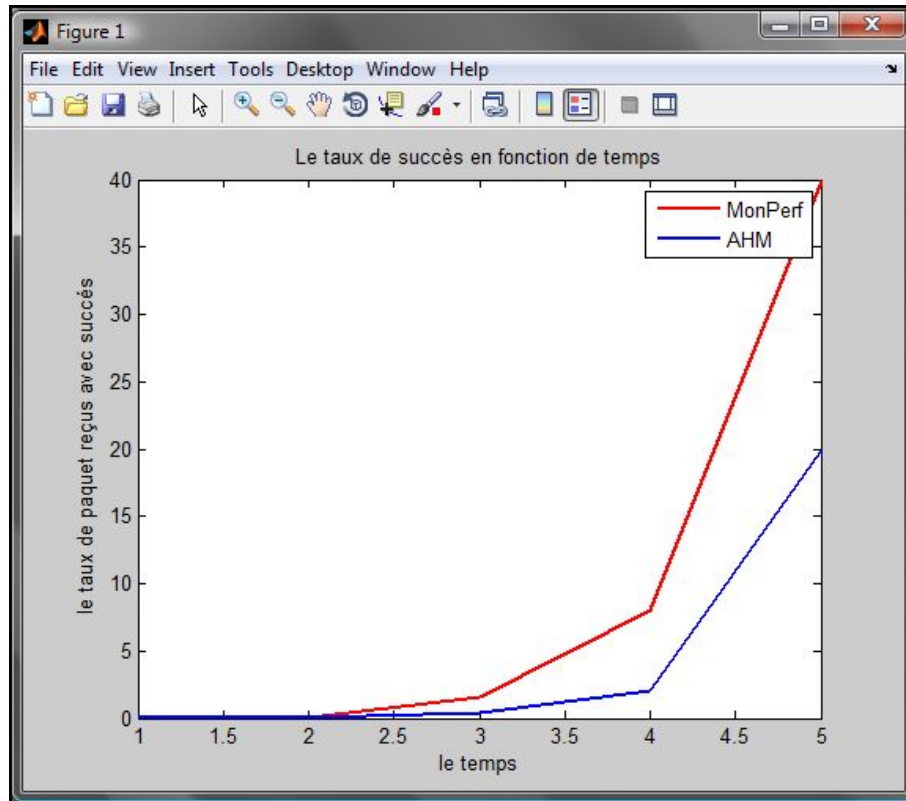 Figure 1
File Edit View Insert Tools Desktop Window Help
Le taux de succès en fonction de temps
MonPerf
AHM
le taux de paquet reçus avec succés
40
35
30
25
20
15
10
5
0
1 1.5 2 2.5 3 3.5 4 4.5 5
le temps